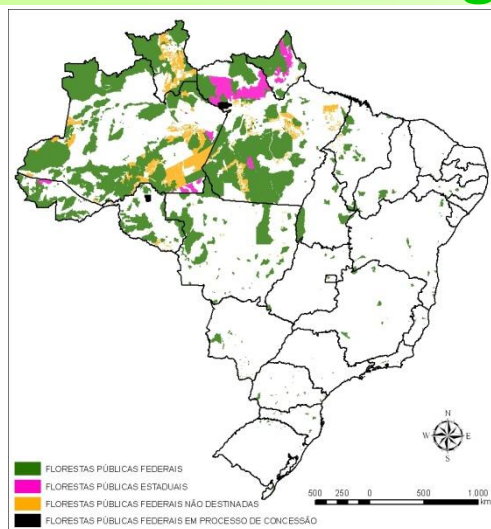 N
W E
S
FLORESTAS PÚBLICAS FEDERAIS
FLORESTAS PÚBLICAS ESTADUAIS
FLORESTAS PÚBLICAS FEDERAIS NÃO DESTINADAS
FLORESTAS PÚBLICAS FEDERAIS EM PROCESSO DE CONCESSÃO
500 250 0 500 1.000
km